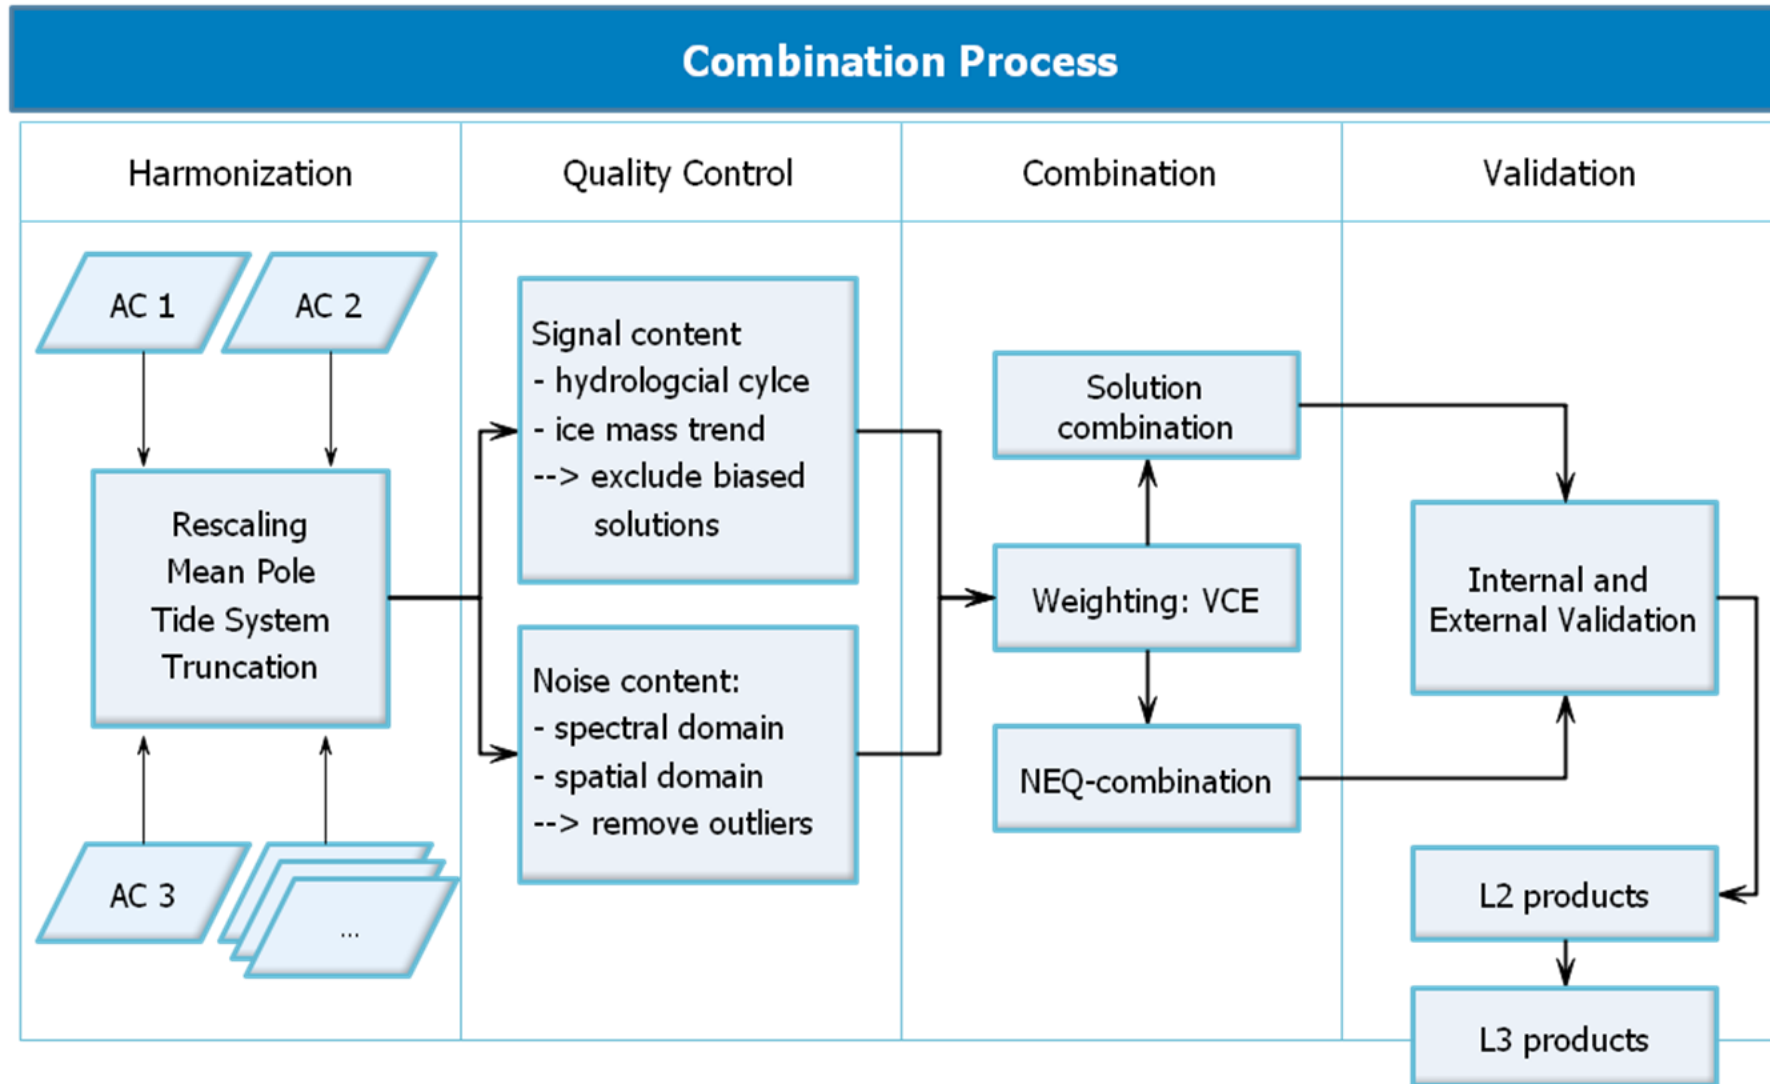 Combination Process
Harmonization
Quality Control
Combination
Validation
AC 1
AC 2
Rescaling
Mean Pole
Tide System
Truncation
AC 3
...
Signal content
- hydrologcial cylce
- ice mass trend
--> exclude biased
solutions
Noise content:
- spectral domain
- spatial domain
--> remove outliers
Solution
combination
Weighting: VCE
NEQ-combination
Internal and
External Validation
L2 products
L3 products